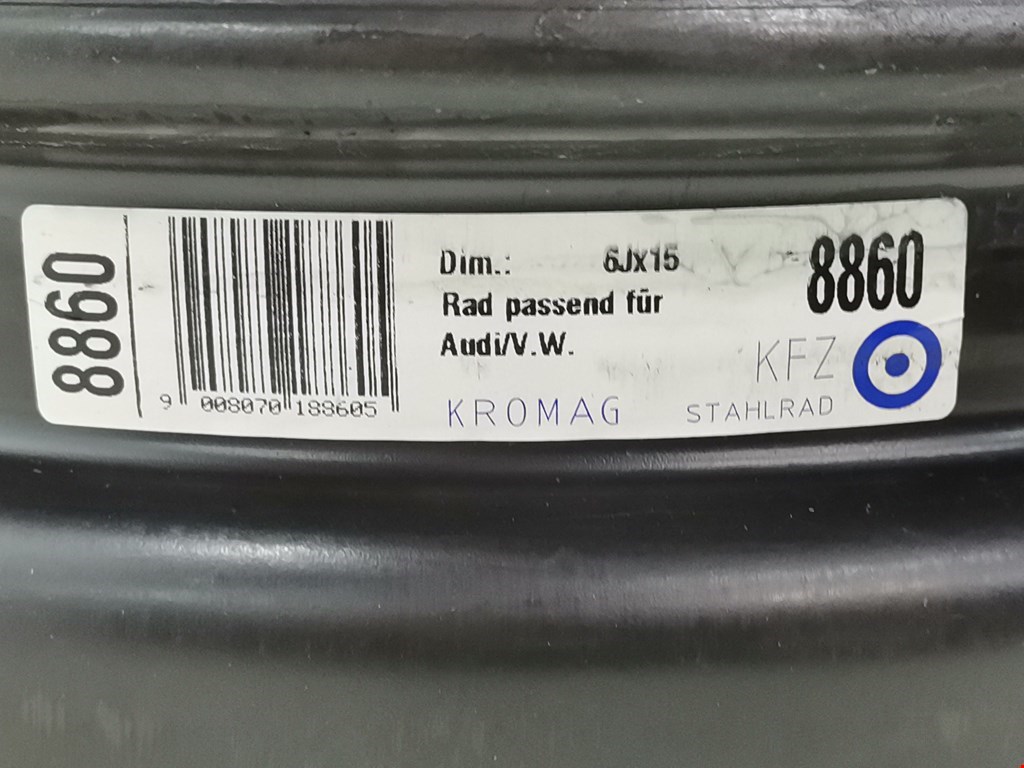 8860
9 008070 188605
Dim.: 6Jx15
Rad passend für
Audi/V.W.
KROMAG
8860
KFZ
STAHLRAD